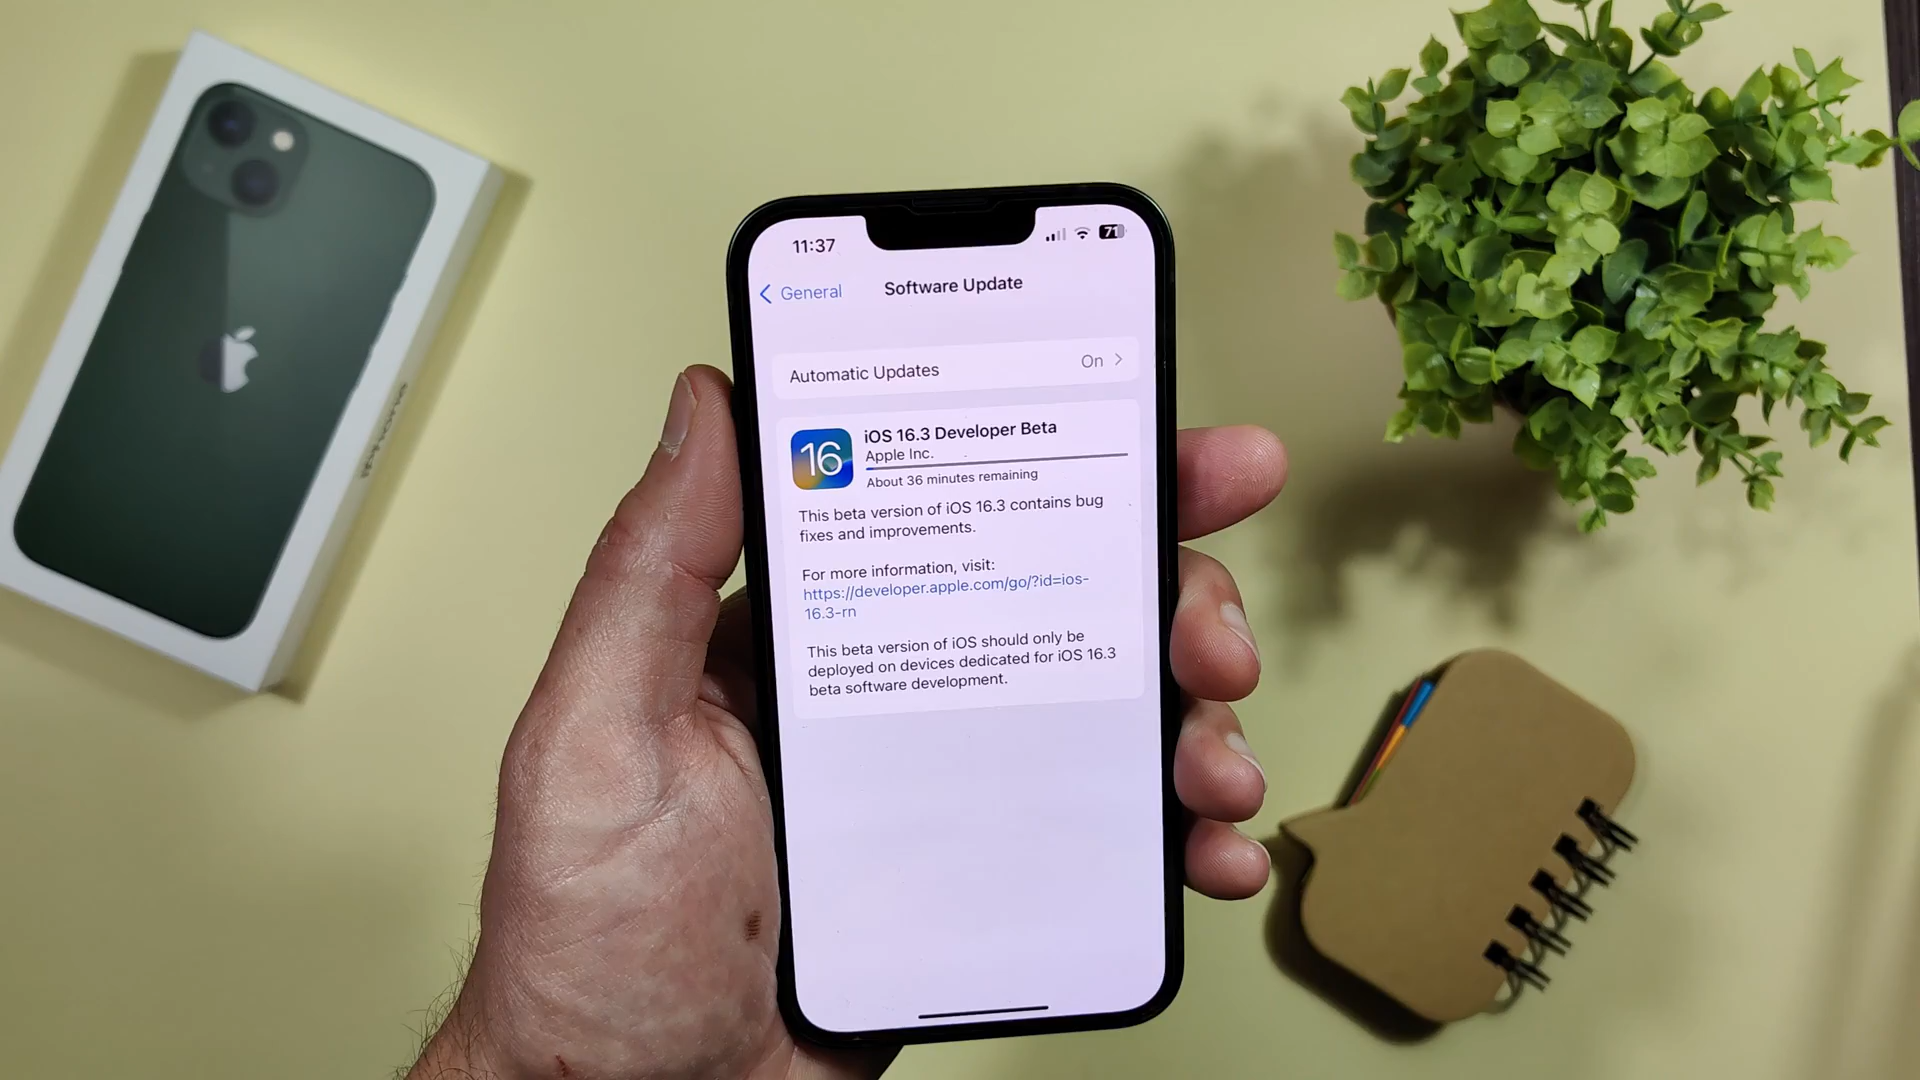 11:37
71
General
Software Update
Automatic Updates
On
16
iOS 16.3 Developer Beta
Apple Inc.
About 36 minutes remaining
This beta version of iOS 16.3 contains bug
fixes and improvements.
For more information, visit:
https://developer.apple.com/go/?id=ios-
16.3-rn
This beta version of iOS should only be
deployed on devices dedicated for iOS 16.3
beta software development.